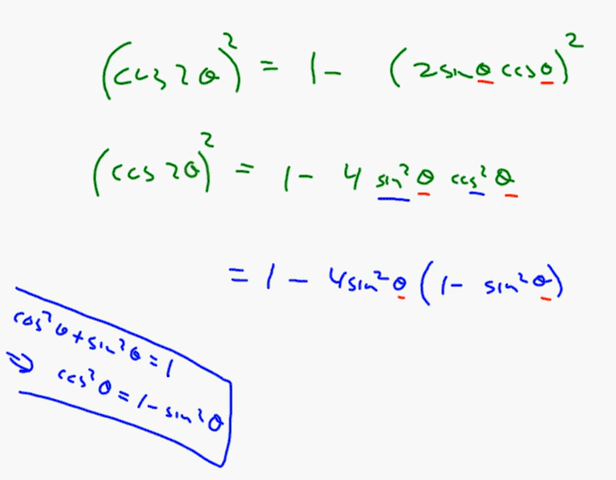 (cos 2θ)² = 1 - (2sinθ cosθ)²
(cos 2θ)² = 1 - 4 sin²θ cos²θ
= 1 - 4sin²θ (1 - sin²θ)
cos²θ + sin²θ = 1
⇒ cos²θ = 1 - sin²θ